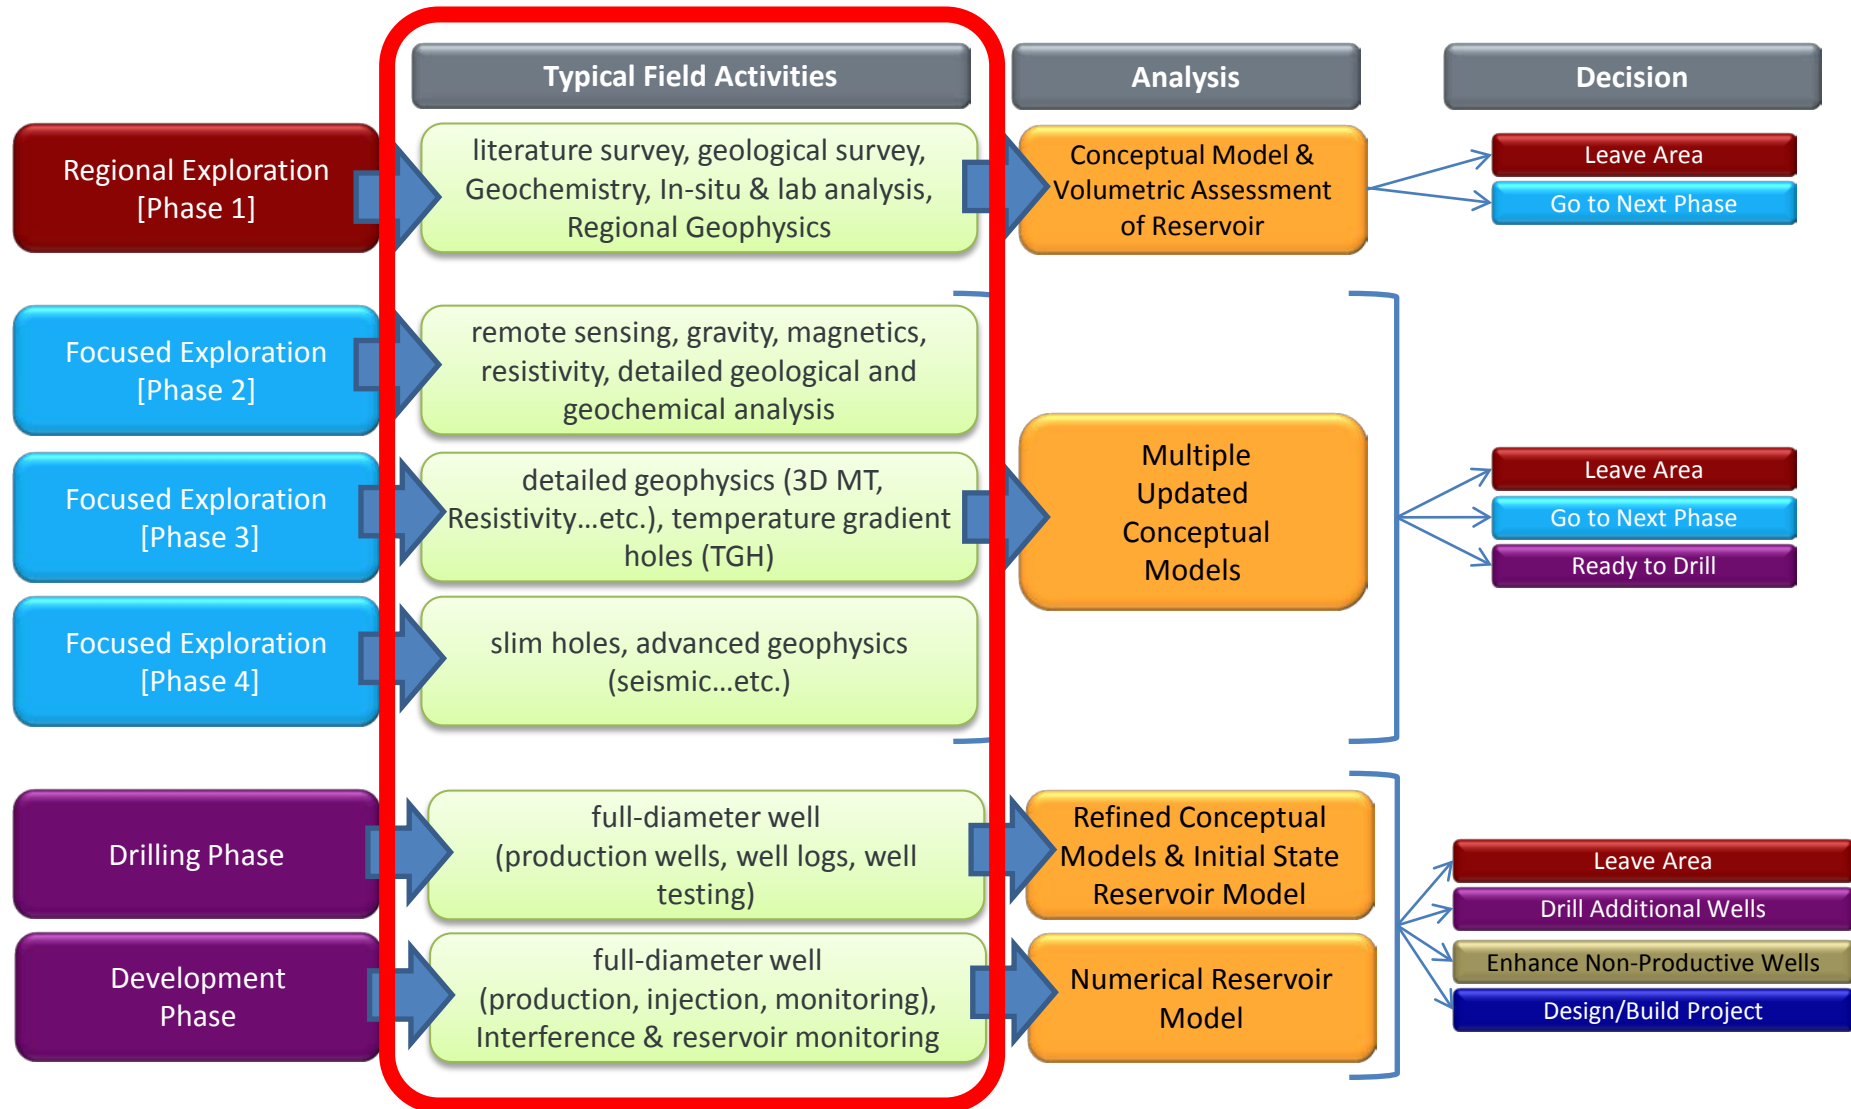 Typical Field Activities
Analysis
Decision
Regional Exploration
[Phase 1]
literature survey, geological survey,
Geochemistry, In-situ & lab analysis,
Regional Geophysics
Conceptual Model &
Volumetric Assessment
of Reservoir
Leave Area
Go to Next Phase
Focused Exploration
[Phase 2]
remote sensing, gravity, magnetics,
resistivity, detailed geological and
geochemical analysis
Focused Exploration
[Phase 3]
detailed geophysics (3D MT,
Resistivity...etc.), temperature gradient
holes (TGH)
Focused Exploration
[Phase 4]
slim holes, advanced geophysics
(seismic...etc.)
Multiple
Updated
Conceptual
Models
Leave Area
Go to Next Phase
Ready to Drill
Drilling Phase
full-diameter well
(production wells, well logs, well
testing)
Refined Conceptual
Models & Initial State
Reservoir Model
Development
Phase
full-diameter well
(production, injection, monitoring),
Interference & reservoir monitoring
Numerical Reservoir
Model
Leave Area
Drill Additional Wells
Enhance Non-Productive Wells
Design/Build Project